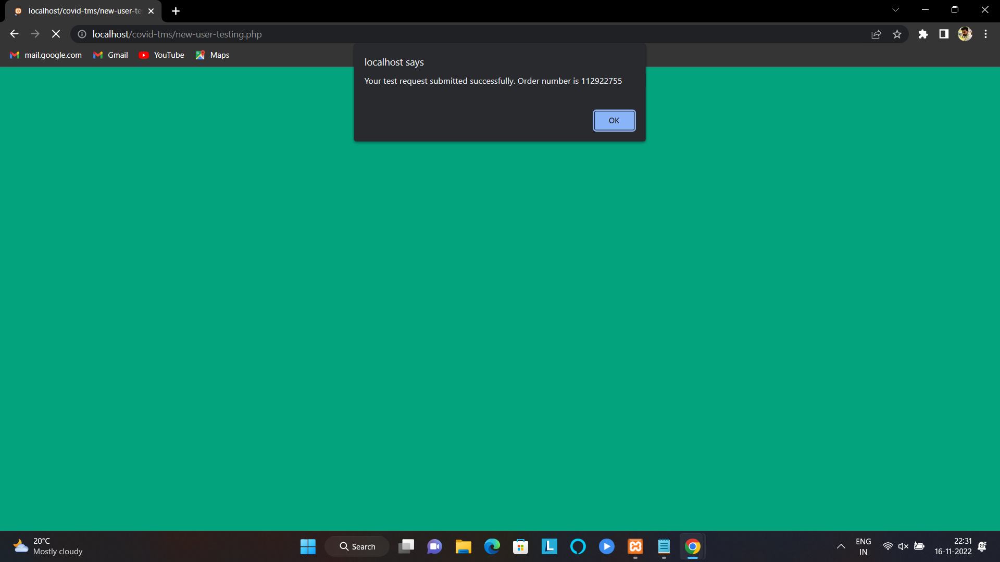 localhost/covid-tms/new-user-te
localhost/covid-tms/new-user-testing.php
mail.google.com Gmail YouTube Maps
localhost says
Your test request submitted successfully. Order number is 112922755
OK
20°C
Mostly cloudy
Search
L
ENG
IN
22:31
16-11-2022